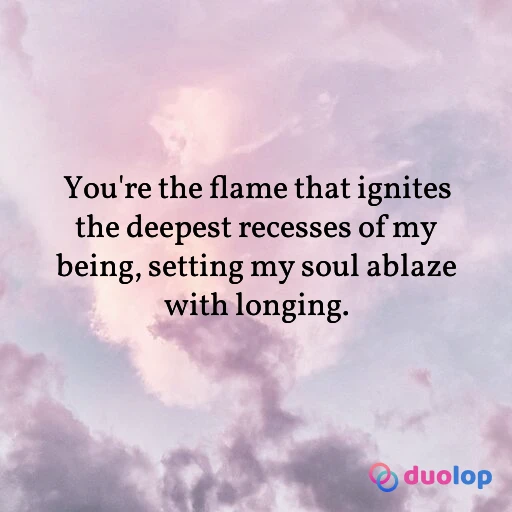 You're the flame that ignites
the deepest recesses of my
being, setting my soul ablaze
with longing.
duolop